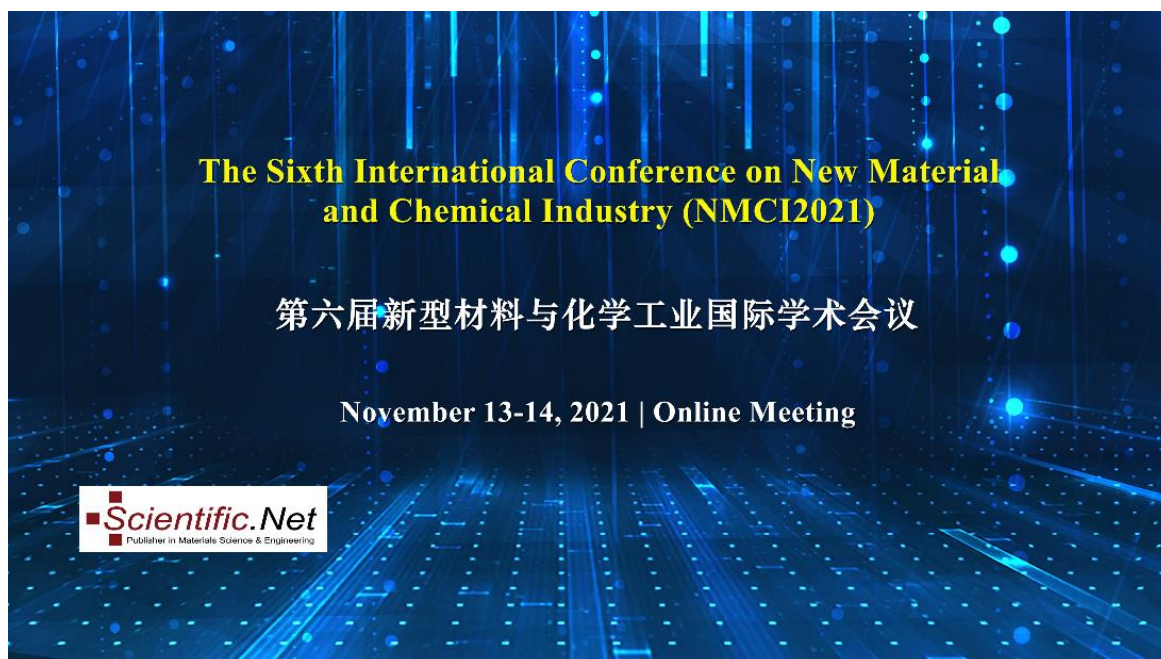 The Sixth International Conference on New Material
and Chemical Industry (NMCI2021)
第六届新型材料与化学工业国际学术会议
November 13-14, 2021 | Online Meeting
Scientific.Net
Publisher in Materials Science & Engineering